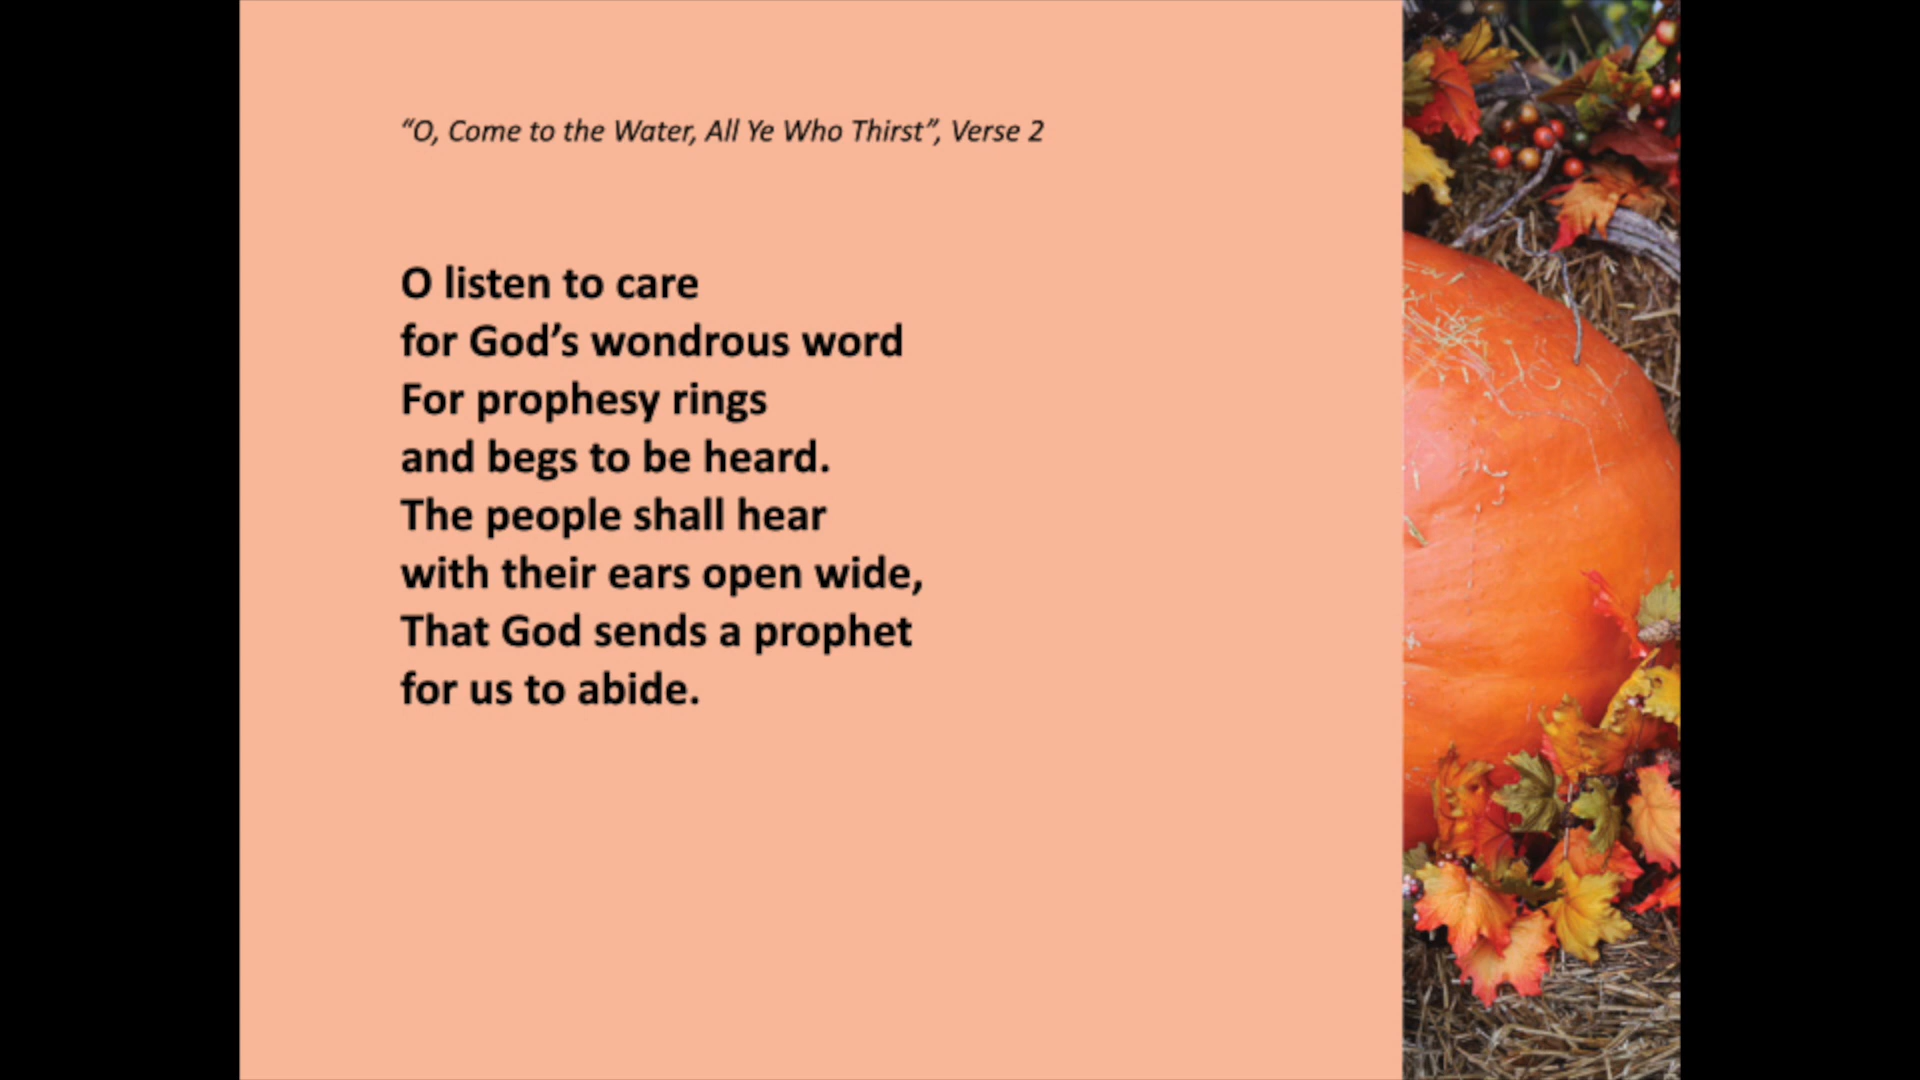 “O, Come to the Water, All Ye Who Thirst”, Verse 2
O listen to care
for God’s wondrous word
For prophesy rings
and begs to be heard.
The people shall hear
with their ears open wide,
That God sends a prophet
for us to abide.